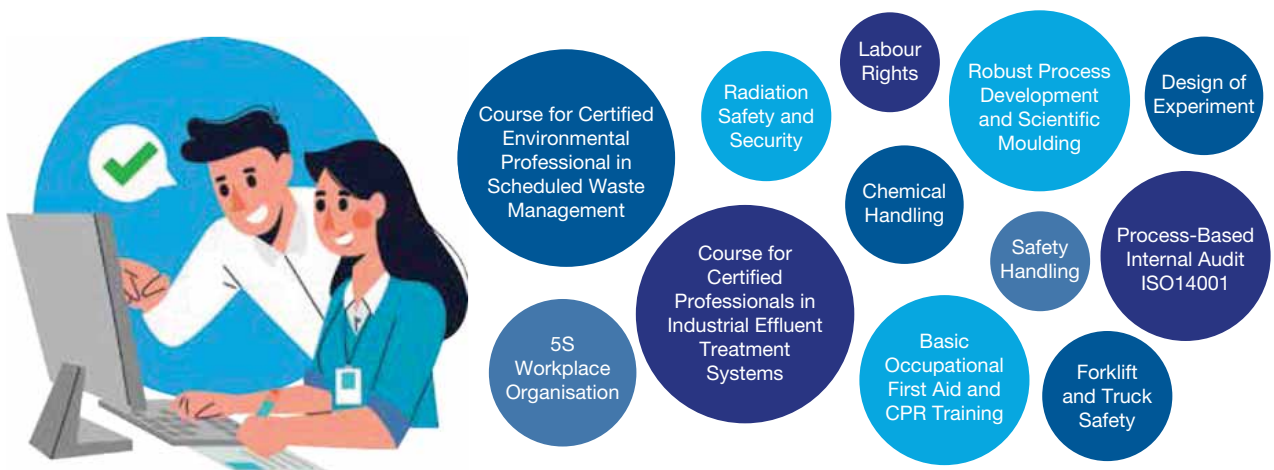 Course for Certified
Environmental
Professional in
Scheduled Waste
Management
Radiation
Safety and
Security
Labour
Rights
Robust Process
Development
and Scientific
Moulding
Design of
Experiment
Chemical
Handling
Safety
Handling
Process-Based
Internal Audit
ISO14001
5S
Workplace
Organisation
Course for
Certified
Professionals in
Industrial Effluent
Treatment
Systems
Basic
Occupational
First Aid and
CPR Training
Forklift
and Truck
Safety